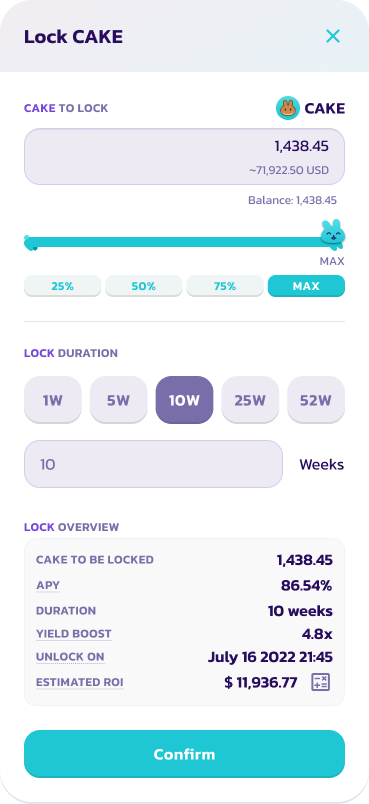 Lock CAKE
CAKE TO LOCK
CAKE
1,438.45
~71,922.50 USD
Balance: 1,438.45
MAX
25% 50% 75% MAX
LOCK DURATION
1W 5W 10W 25W 52W
10 Weeks
LOCK OVERVIEW
CAKE TO BE LOCKED 1,438.45
APY 86.54%
DURATION 10 weeks
YIELD BOOST 4.8x
UNLOCK ON July 16 2022 21:45
ESTIMATED ROI $ 11,936.77
Confirm